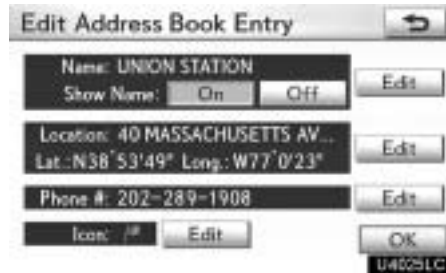 Edit Address Book Entry
Name: UNION STATION
Show Name: On Off
Edit
Location: 40 MASSACHUSETTS AV...
Lat.:N38°53'49" Long.:W77°0'23"
Edit
Phone #: 202-289-1908
Edit
Icon: Edit
OK
U4025LC